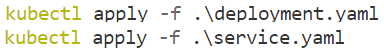 kubectl apply -f .\deployment.yaml
kubectl apply -f .\service.yaml